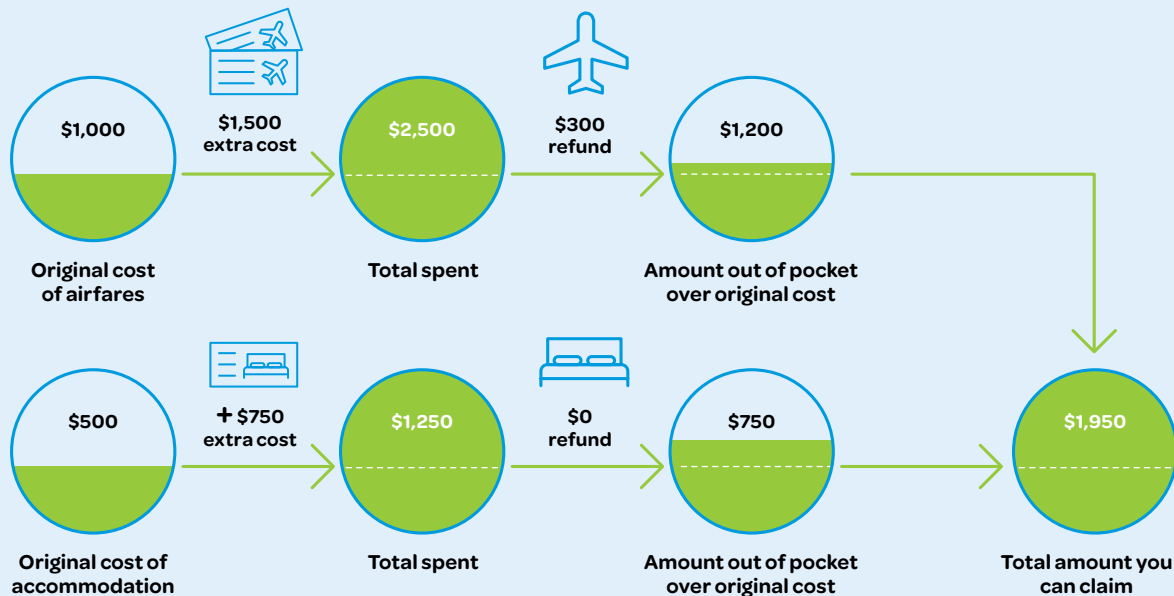 $1,000
$1,500
extra cost
$2,500
$300
refund
$1,200
Original cost
of airfares
Total spent
Amount out of pocket
over original cost
$500
+ $750
extra cost
$1,250
$0
refund
$750
$1,950
Original cost of
accommodation
Total spent
Amount out of pocket
over original cost
Total amount you
can claim